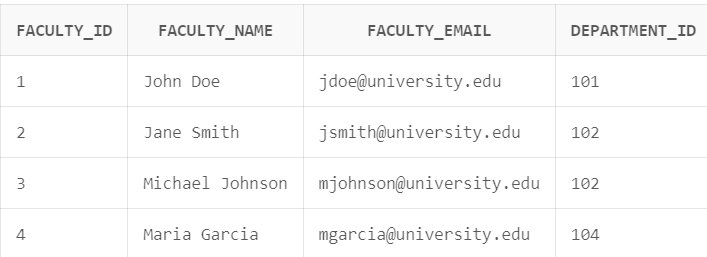 FACULTY_ID FACULTY_NAME FACULTY_EMAIL DEPARTMENT_ID
1 John Doe jdoe@university.edu 101
2 Jane Smith jsmith@university.edu 102
3 Michael Johnson mjohnson@university.edu 102
4 Maria Garcia mgarcia@university.edu 104